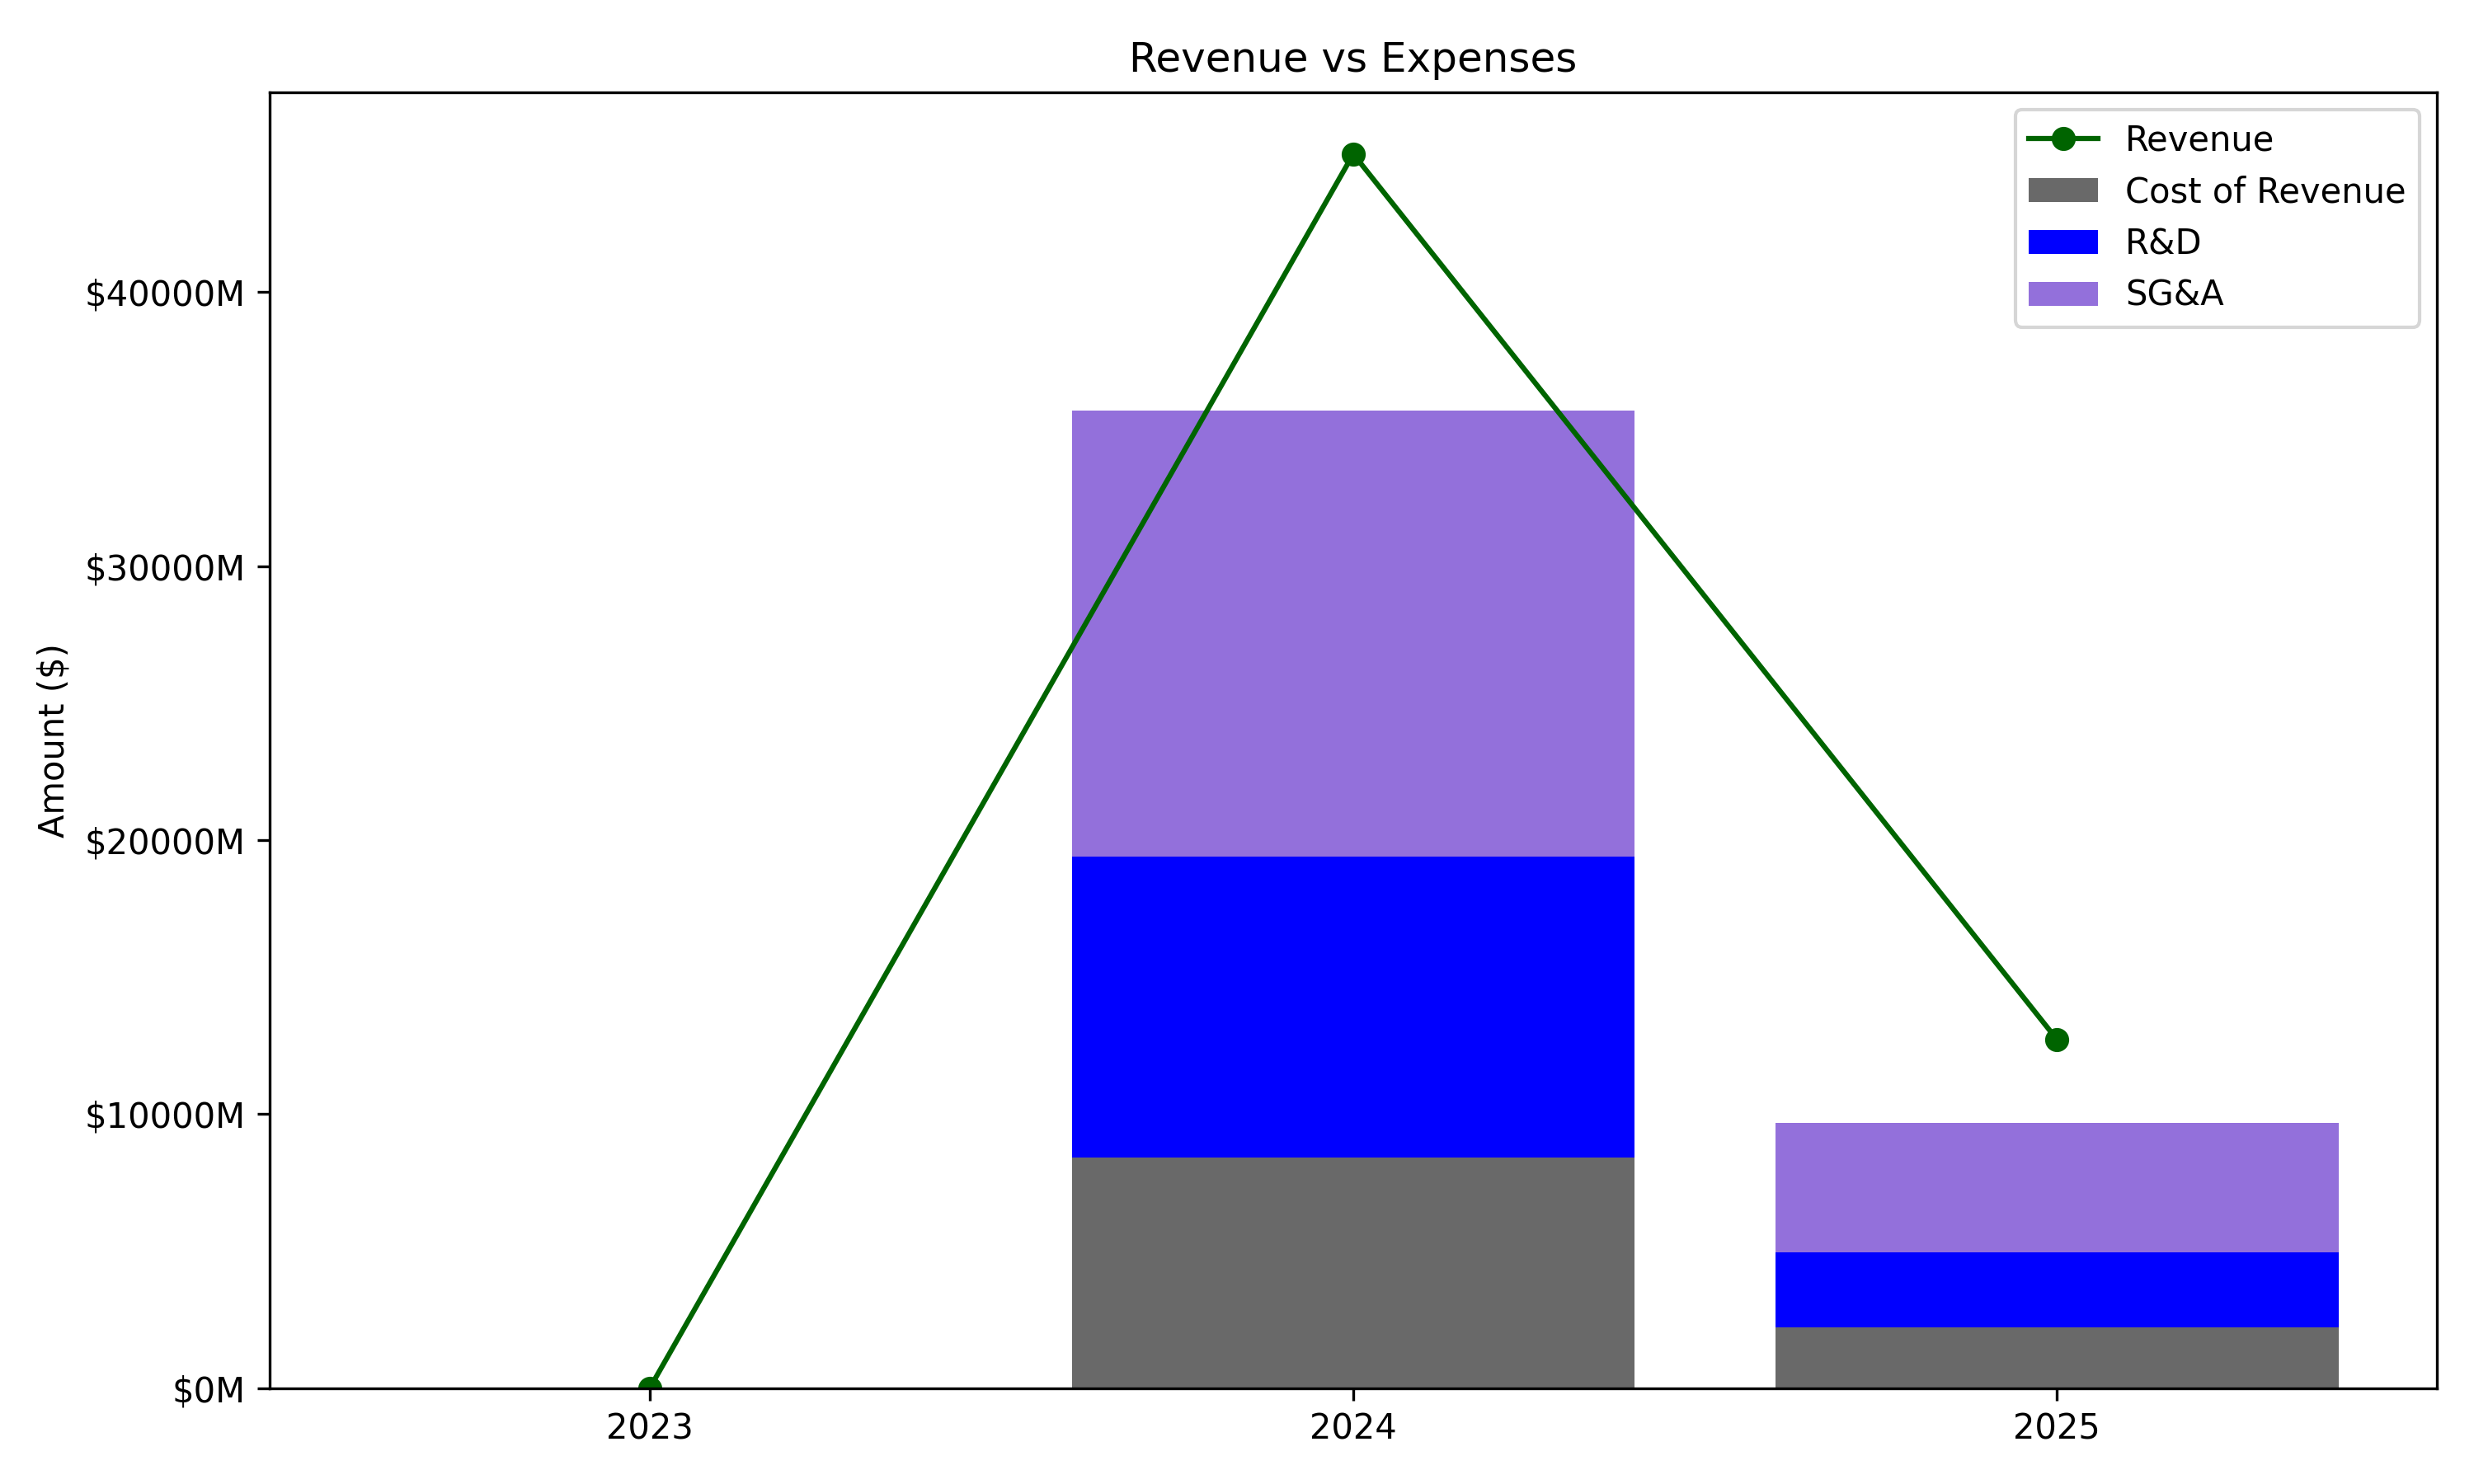 Revenue vs Expenses
Revenue
Cost of Revenue
R&D
SG&A
Amount ($)
$40000M
$30000M
$20000M
$10000M
$0M
2023
2024
2025